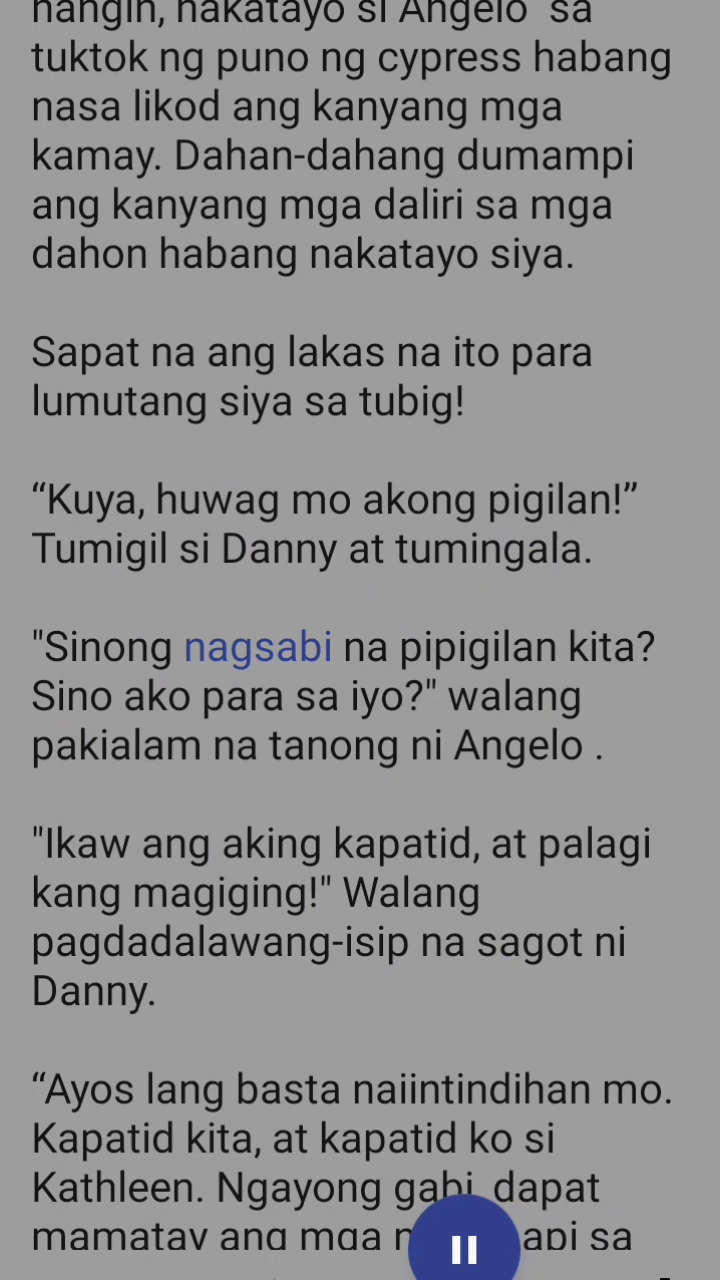 hangin, nakatayo si Angelo sa
tuktok ng puno ng cypress habang
nasa likod ang kanyang mga
kamay. Dahan-dahang dumampi
ang kanyang mga daliri sa mga
dahon habang nakatayo siya.
Sapat na ang lakas na ito para
lumutang siya sa tubig!
“Kuya, huwag mo akong pigilan!”
Tumigil si Danny at tumingala.
"Sinong nagsabi na pipigilan kita?
Sino ako para sa iyo?" walang
pakialam na tanong ni Angelo .
"Ikaw ang aking kapatid, at palagi
kang magiging!" Walang
pagdadalawang-isip na sagot ni
Danny.
“Ayos lang basta naiintindihan mo.
Kapatid kita, at kapatid ko si
Kathleen. Ngayong gabi, dapat
mamatay ang mga sa